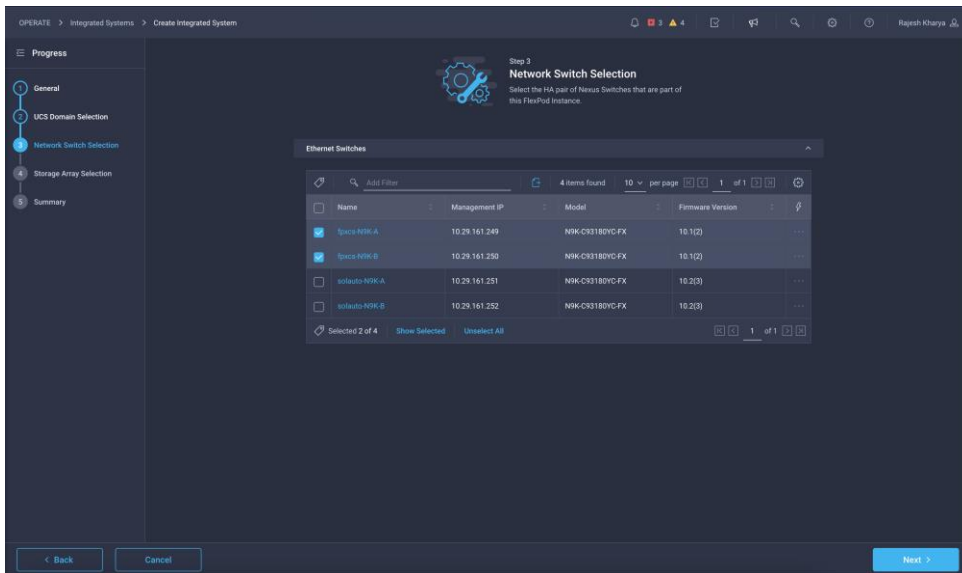 OPERATE > Integrated Systems > Create Integrated System
3 4
Rajesh Kharya
Progress
1 General
2 UCS Domain Selection
3 Network Switch Selection
4 Storage Array Selection
5 Summary
Step 3
Network Switch Selection
Select the HA pair of Nexus Switches that are part of
this FlexPod Instance.
Ethernet Switches
Add Filter 4 items found 10 per page 1 of 1
Name Management IP Model Firmware Version
fpxcs-N9K-A 10.29.161.249 N9K-C93180YC-FX 10.1(2)
fpxcs-N9K-B 10.29.161.250 N9K-C93180YC-FX 10.1(2)
solauto-N9K-A 10.29.161.251 N9K-C93180YC-FX 10.2(3)
solauto-N9K-B 10.29.161.252 N9K-C93180YC-FX 10.2(3)
Selected 2 of 4 Show Selected Unselect All 1 of 1
< Back Cancel Next >